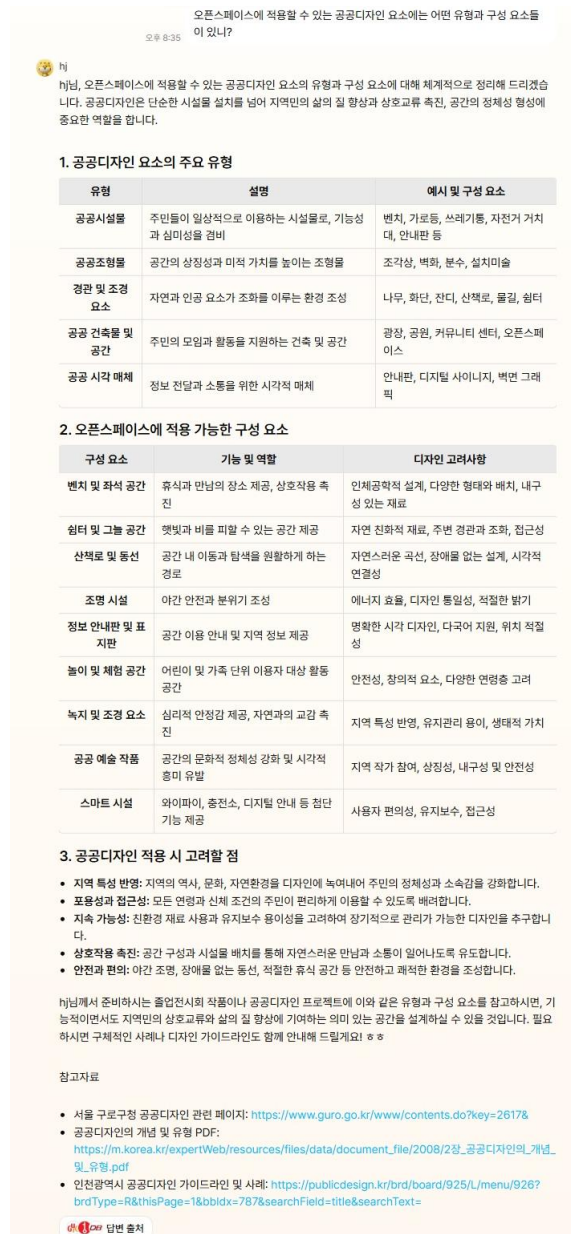 오픈스페이스에 적용할 수 있는 공공디자인 요소에는 어떤 유형과 구성 요소들
이 있니?
오후 8:35
hj
hj님, 오픈스페이스에 적용할 수 있는 공공디자인 요소의 유형과 구성 요소에 대해 체계적으로 정리해 드리겠습
니다. 공공디자인은 단순한 시설물 설치를 넘어 지역민의 삶의 질 향상과 상호교류 촉진, 공간의 정체성 형성에
중요한 역할을 합니다.
1. 공공디자인 요소의 주요 유형
유형 설명 예시 및 구성 요소
공공시설물 주민들이 일상적으로 이용하는 시설물로, 기능성 벤치, 가로등, 쓰레기통, 자전거 거치
과 심미성을 겸비 대, 안내판 등
공공조형물 공간의 상징성과 미적 가치를 높이는 조형물 조각상, 벽화, 분수, 설치미술
경관 및 조경
요소 자연과 인공 요소가 조화를 이루는 환경 조성 나무, 화단, 잔디, 산책로, 물길, 쉼터
공공 건축물 및
공간 주민의 모임과 활동을 지원하는 건축 및 공간 광장, 공원, 커뮤니티 센터, 오픈스페
이스
공공 시각 매체 정보 전달과 소통을 위한 시각적 매체 안내판, 디지털 사이니지, 벽면 그래
픽
2. 오픈스페이스에 적용 가능한 구성 요소
구성 요소 기능 및 역할 디자인 고려사항
벤치 및 좌석 공간 휴식과 만남의 장소 제공, 상호작용 촉 인체공학적 설계, 다양한 형태와 배치, 내구
진 성 있는 재료
쉼터 및 그늘 공간 햇빛과 비를 피할 수 있는 공간 제공 자연 친화적 재료, 주변 경관과 조화, 접근성
산책로 및 동선 공간 내 이동과 탐색을 원활하게 하는 자연스러운 곡선, 장애물 없는 설계, 시각적
경로 연결성
조명 시설 야간 안전과 분위기 조성 에너지 효율, 디자인 통일성, 적절한 밝기
정보 안내판 및 표
지판 공간 이용 안내 및 지역 정보 제공 명확한 시각 디자인, 다국어 지원, 위치 적절
성
놀이 및 체험 공간 어린이 및 가족 단위 이용자 대상 활동
공간 안전성, 창의적 요소, 다양한 연령층 고려
녹지 및 조경 요소 심리적 안정감 제공, 자연과의 교감 촉
진 지역 특성 반영, 유지관리 용이, 생태적 가치
공공 예술 작품 공간의 문화적 정체성 강화 및 시각적
흥미 유발 지역 작가 참여, 상징성, 내구성 및 안전성
스마트 시설 와이파이, 충전소, 디지털 안내 등 첨단
기능 제공 사용자 편의성, 유지보수, 접근성
3. 공공디자인 적용 시 고려할 점
• 지역 특성 반영: 지역의 역사, 문화, 자연환경을 디자인에 녹여내어 주민의 정체성과 소속감을 강화합니다.
• 포용성과 접근성: 모든 연령과 신체 조건의 주민이 편리하게 이용할 수 있도록 배려합니다.
• 지속 가능성: 친환경 재료 사용과 유지보수 용이성을 고려하여 장기적으로 관리가 가능한 디자인을 추구합니
다.
• 상호작용 촉진: 공간 구성과 시설물 배치를 통해 자연스러운 만남과 소통이 일어나도록 유도합니다.
• 안전과 편의: 야간 조명, 장애물 없는 동선, 적절한 휴식 공간 등 안전하고 쾌적한 환경을 조성합니다.
hj님께서 준비하시는 졸업전시회 작품이나 공공디자인 프로젝트에 이와 같은 유형과 구성 요소를 참고하시면, 기
능적이면서도 지역민의 상호교류와 삶의 질 향상에 기여하는 의미 있는 공간을 설계하실 수 있을 것입니다. 필요
하시면 구체적인 사례나 디자인 가이드라인도 함께 안내해 드릴게요! ㅎㅎ
참고자료
• 서울 구로구청 공공디자인 관련 페이지: https://www.guro.go.kr/www/contents.do?key=2617&
• 공공디자인의 개념 및 유형 PDF:
https://m.korea.kr/expertWeb/resources/files/data/document_file/2008/2장_공공디자인의_개념_
및_유형.pdf
• 인천광역시 공공디자인 가이드라인 및 사례: https://publicdesign.kr/brd/board/925/L/menu/926?
brdType=R&thisPage=1&bbIdx=787&searchField=title&searchText=
답변 출처